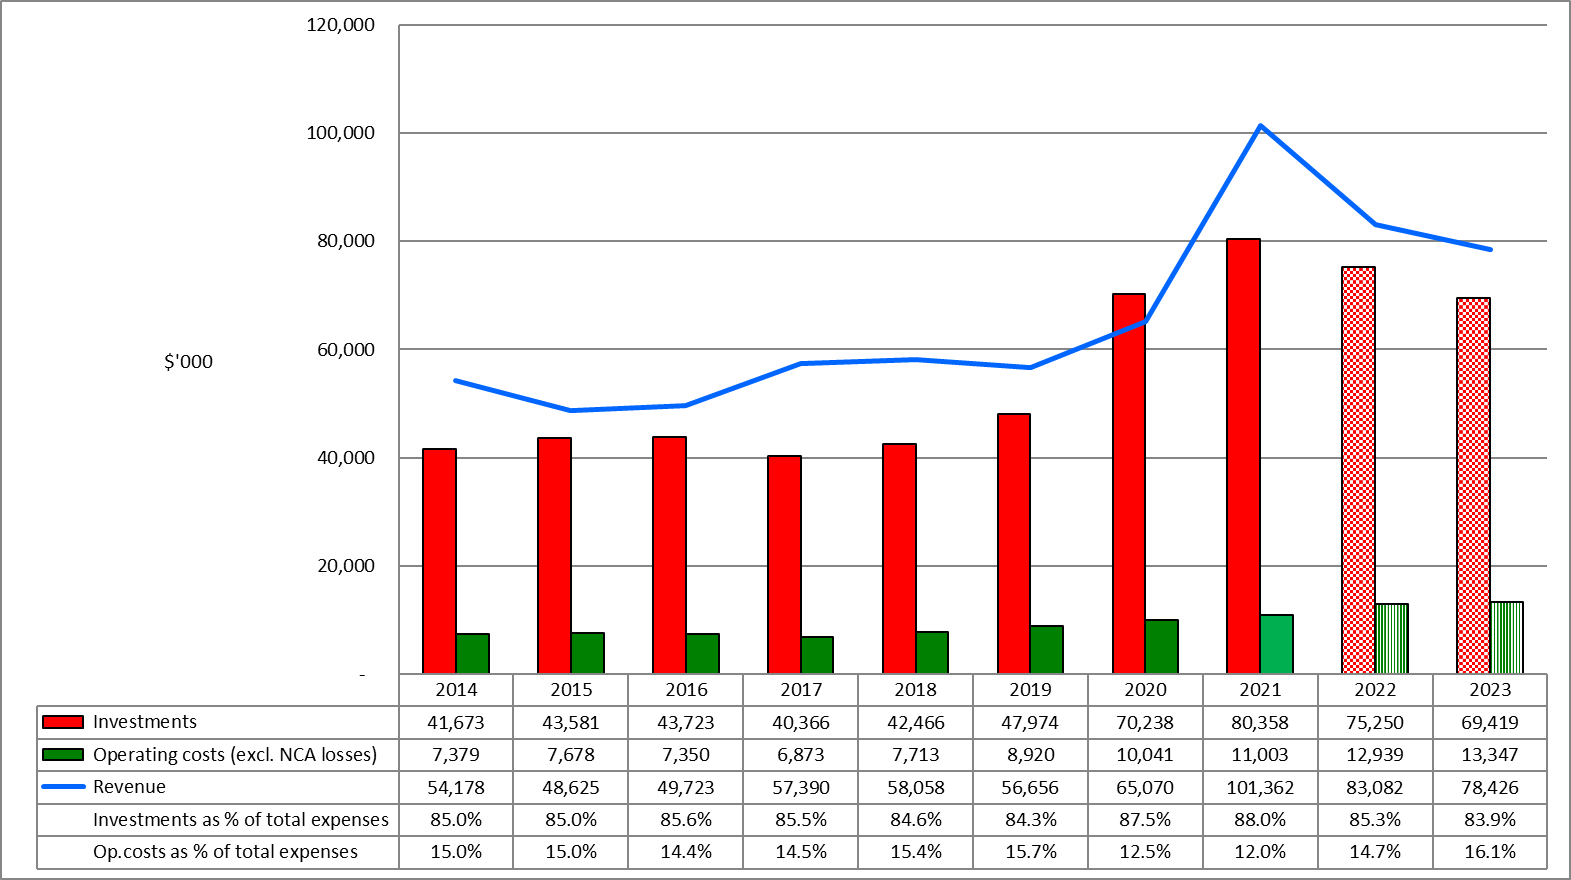 120,000
100,000
80,000
60,000
$'000
40,000
20,000
-
2014 2015 2016 2017 2018 2019 2020 2021 2022 2023
Investments 41,673 43,581 43,723 40,366 42,466 47,974 70,238 80,358 75,250 69,419
Operating costs (excl. NCA losses) 7,379 7,678 7,350 6,873 7,713 8,920 10,041 11,003 12,939 13,347
Revenue 54,178 48,625 49,723 57,390 58,058 56,656 65,070 101,362 83,082 78,426
Investments as % of total expenses 85.0% 85.0% 85.6% 85.5% 84.6% 84.3% 87.5% 88.0% 85.3% 83.9%
Op.costs as % of total expenses 15.0% 15.0% 14.4% 14.5% 15.4% 15.7% 12.5% 12.0% 14.7% 16.1%